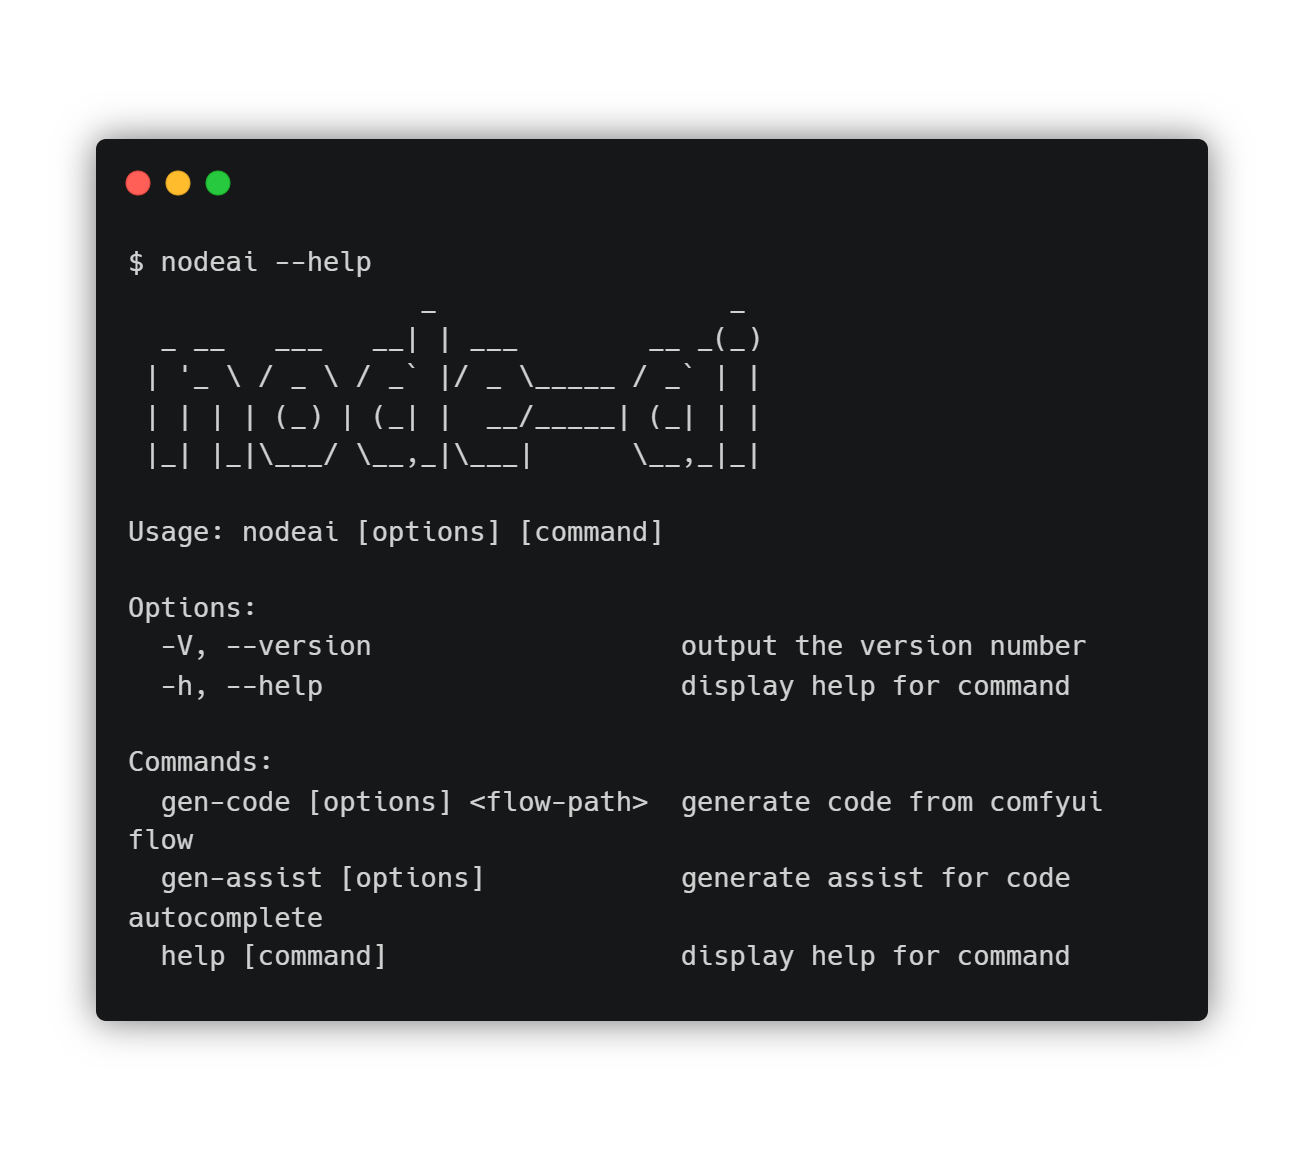 $ nodeai --help
                  _                  _
  _ __   ___   __| | ___        __ _(_)
 | '_ \ / _ \ / _` |/ _ \_____ / _` | |
 | | | | (_) | (_| |  __/_____| (_| | |
 |_| |_|\___/ \__,_|\___|      \__,_|_|
Usage: nodeai [options] [command]
Options:
  -V, --version                   output the version number
  -h, --help                      display help for command
Commands:
  gen-code [options] <flow-path>  generate code from comfyui
flow
  gen-assist [options]            generate assist for code
autocomplete
  help [command]                  display help for command